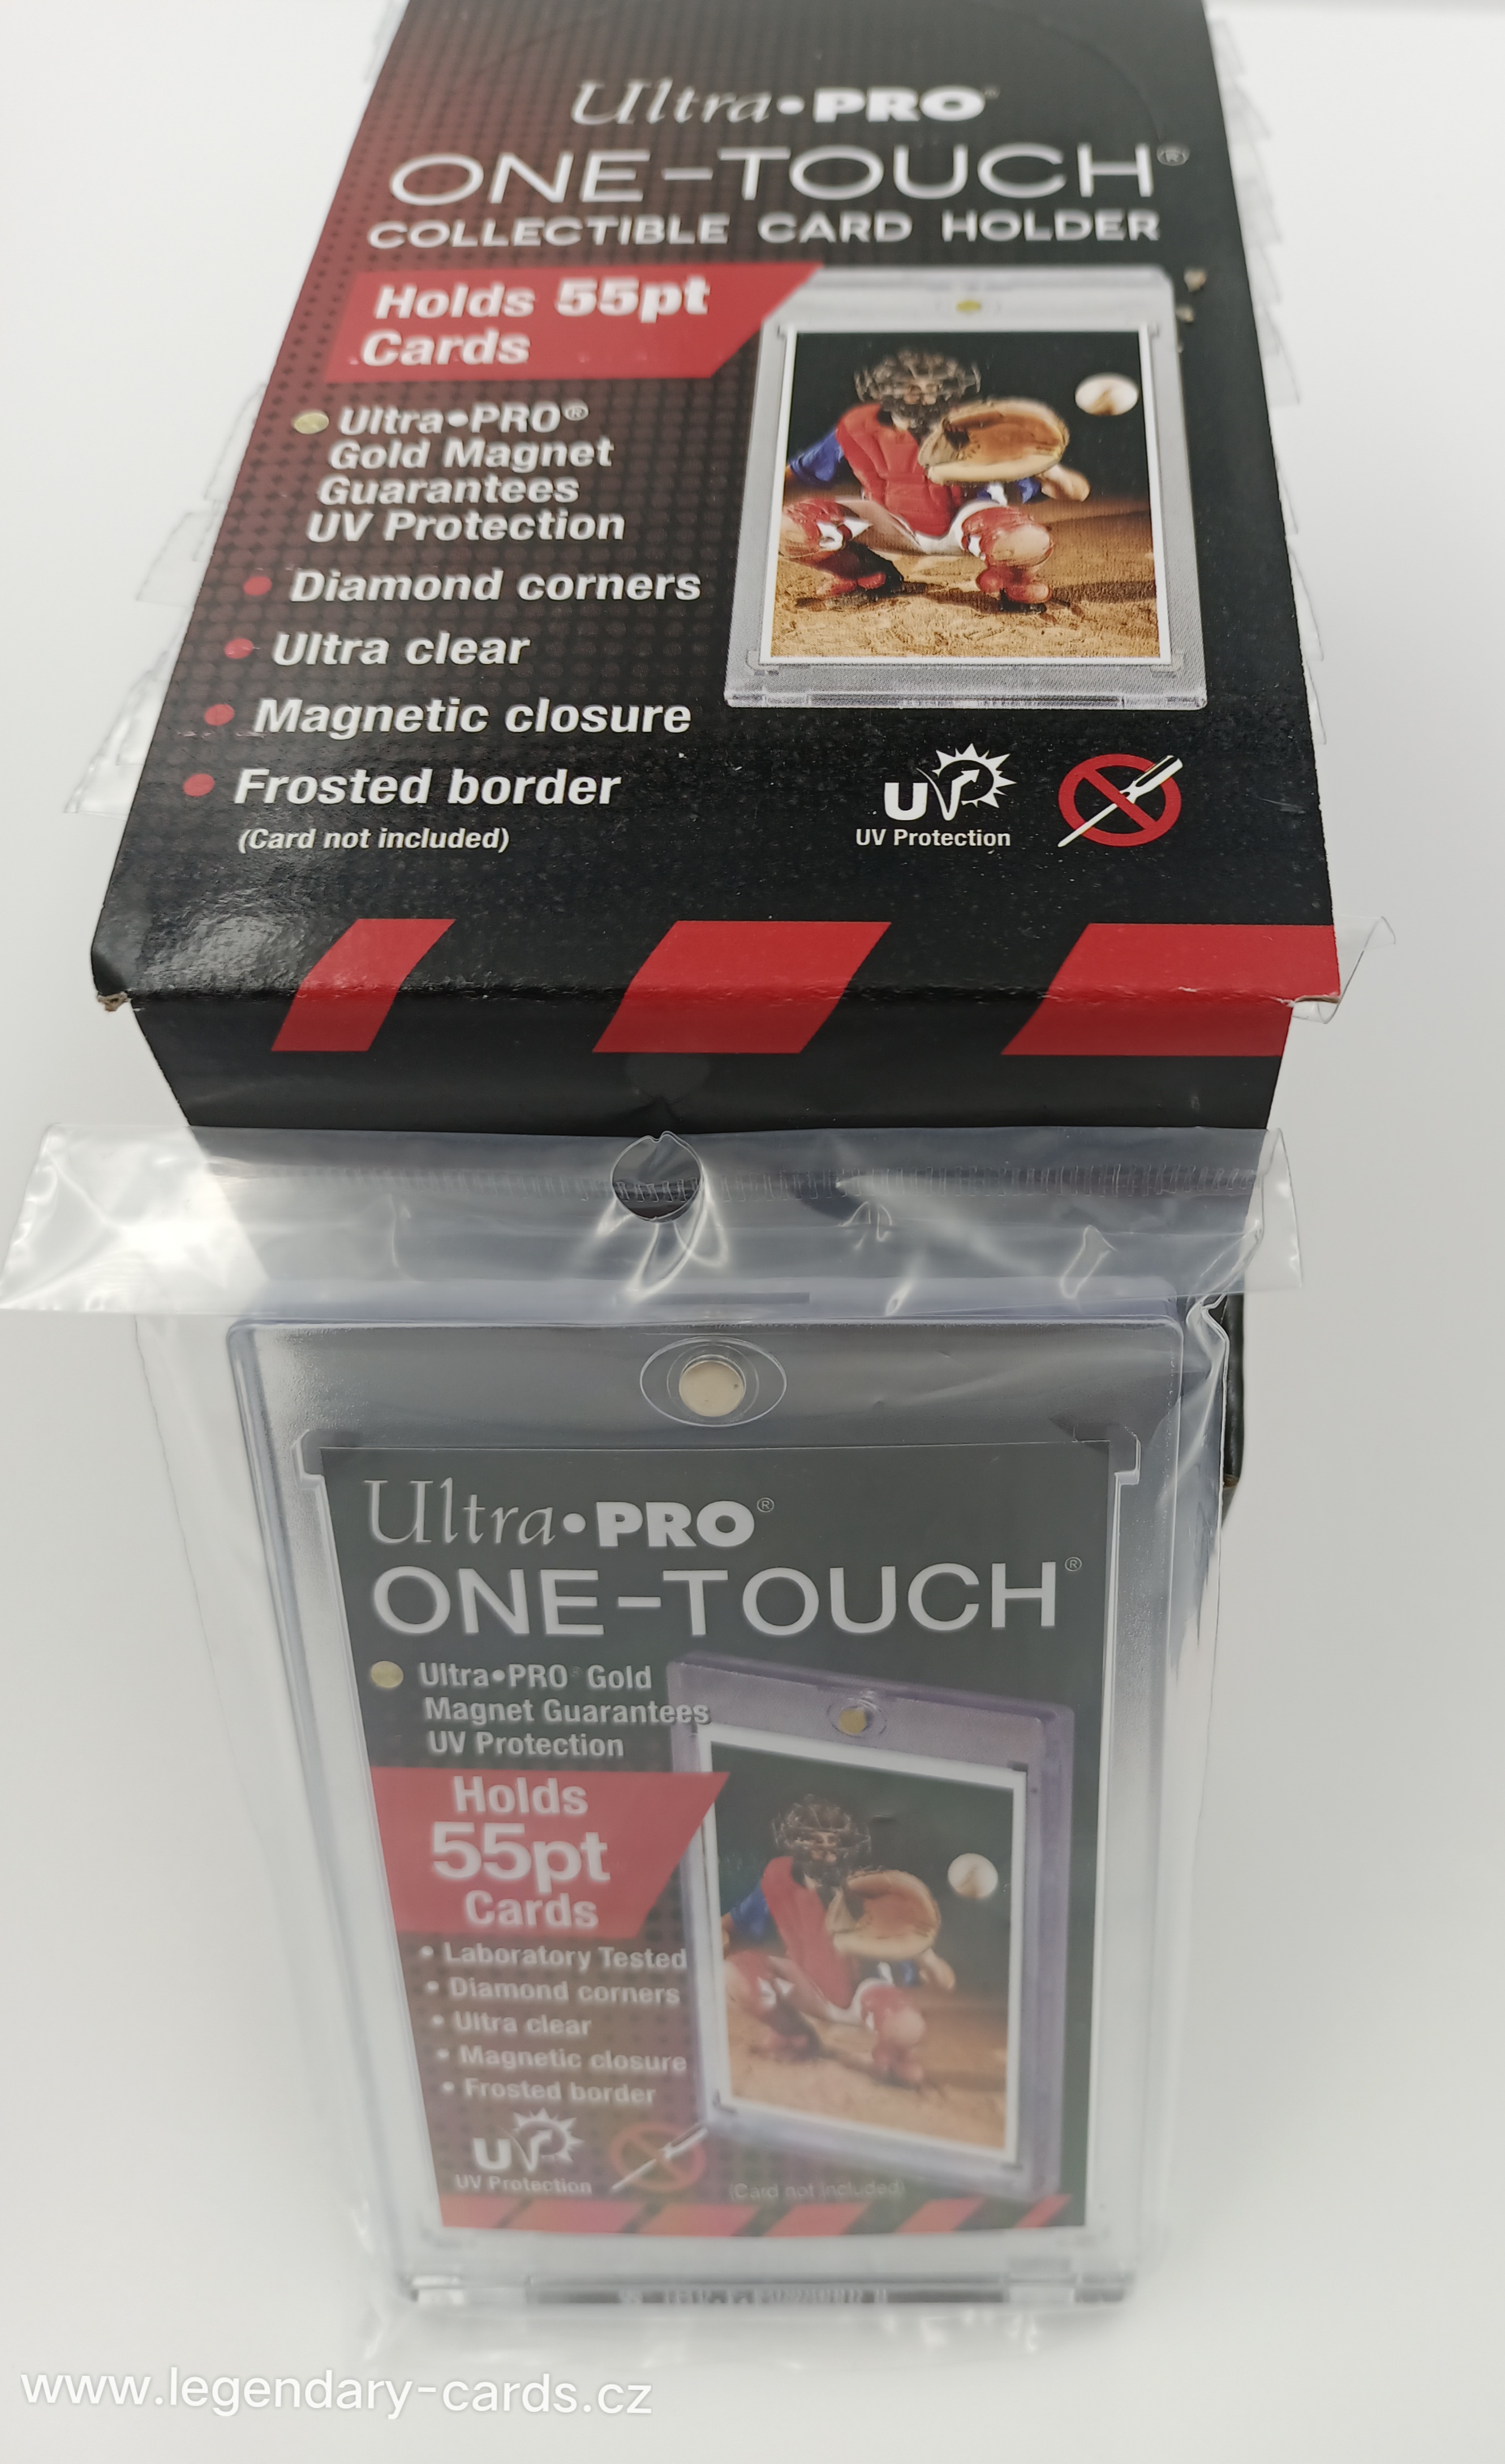 Ultra•PRO®
ONE-TOUCH®
COLLECTIBLE CARD HOLDER
Holds 55pt
Cards
Ultra•PRO®
Gold Magnet
Guarantees
UV Protection
Diamond corners
Ultra clear
Magnetic closure
Frosted border
(Card not included)
UV
UV Protection
Ultra•PRO®
ONE-TOUCH®
Ultra•PRO® Gold
Magnet Guarantees
UV Protection
Holds
55pt
Cards
• Laboratory Tested
• Diamond corners
• Ultra clear
• Magnetic closure
• Frosted border
UV
UV Protection
(Card not included)
www.legendary-cards.cz